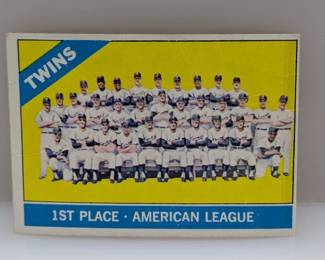 TWINS
1ST PLACE · AMERICAN LEAGUE